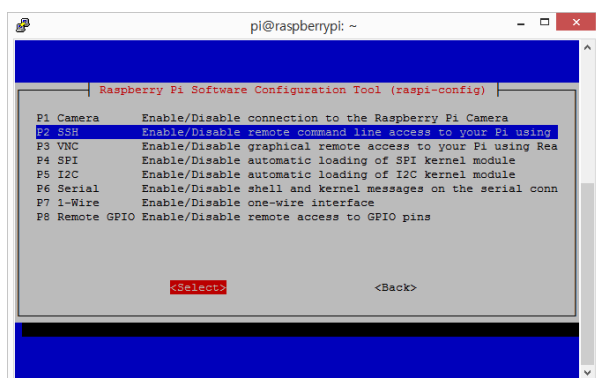 pi@raspberrypi: ~
Raspberry Pi Software Configuration Tool (raspi-config)
P1 Camera Enable/Disable connection to the Raspberry Pi Camera
P2 SSH Enable/Disable remote command line access to your Pi using
P3 VNC Enable/Disable graphical remote access to your Pi using Rea
P4 SPI Enable/Disable automatic loading of SPI kernel module
P5 I2C Enable/Disable automatic loading of I2C kernel module
P6 Serial Enable/Disable shell and kernel messages on the serial conn
P7 1-Wire Enable/Disable one-wire interface
P8 Remote GPIO Enable/Disable remote access to GPIO pins
<Select> <Back>